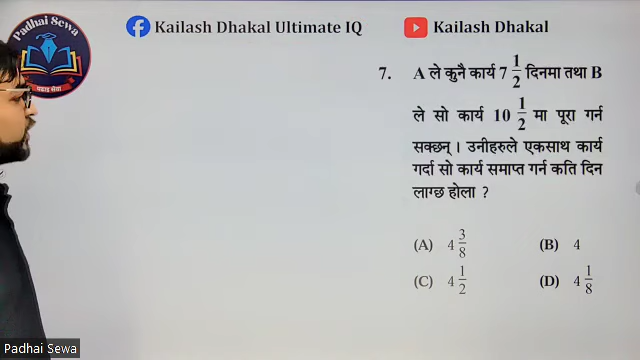 Padhai Sewa
पढाइ सेवा
Kailash Dhakal Ultimate IQ
Kailash Dhakal
7. A ले कुनै कार्य 7 1/2 दिनमा तथा B
ले सो कार्य 10 1/2 मा पूरा गर्न
सक्छन् । उनीहरुले एकसाथ कार्य
गर्दा सो कार्य समाप्त गर्न कति दिन
लाग्छ होला ?
(A) 4 3/8 (B) 4
(C) 4 1/2 (D) 4 1/8
Padhai Sewa